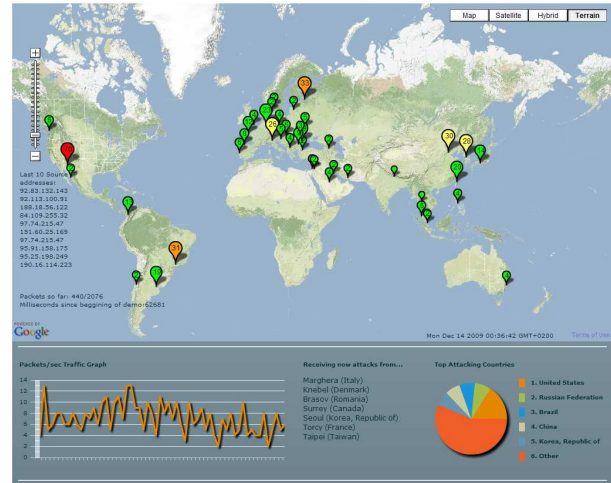 Map Satellite Hybrid Terrain
33
26
30
28
31
Last 10 Source
addresses:
92.83.132.143
92.113.100.91
188.18.56.122
84.109.255.32
97.74.215.47
151.60.25.169
97.74.215.47
95.91.158.175
95.25.198.249
190.16.114.223
Packets so far: 440/2076
Milliseconds since beggining of demo:62681
POWERED BY
Google
Mon Dec 14 2009 00:36:42 GMT+0200
Terms of Use
Packets/sec Traffic Graph
14
12
10
8
6
4
2
0
Receiving now attacks from...
Marghera (Italy)
Knebel (Denmark)
Brasov (Romania)
Surrey (Canada)
Seoul (Korea, Republic of)
Torcy (France)
Taipei (Taiwan)
Top Attacking Countries
1. United States
2. Russian Federation
3. Brazil
4. China
5. Korea, Republic of
6. Other